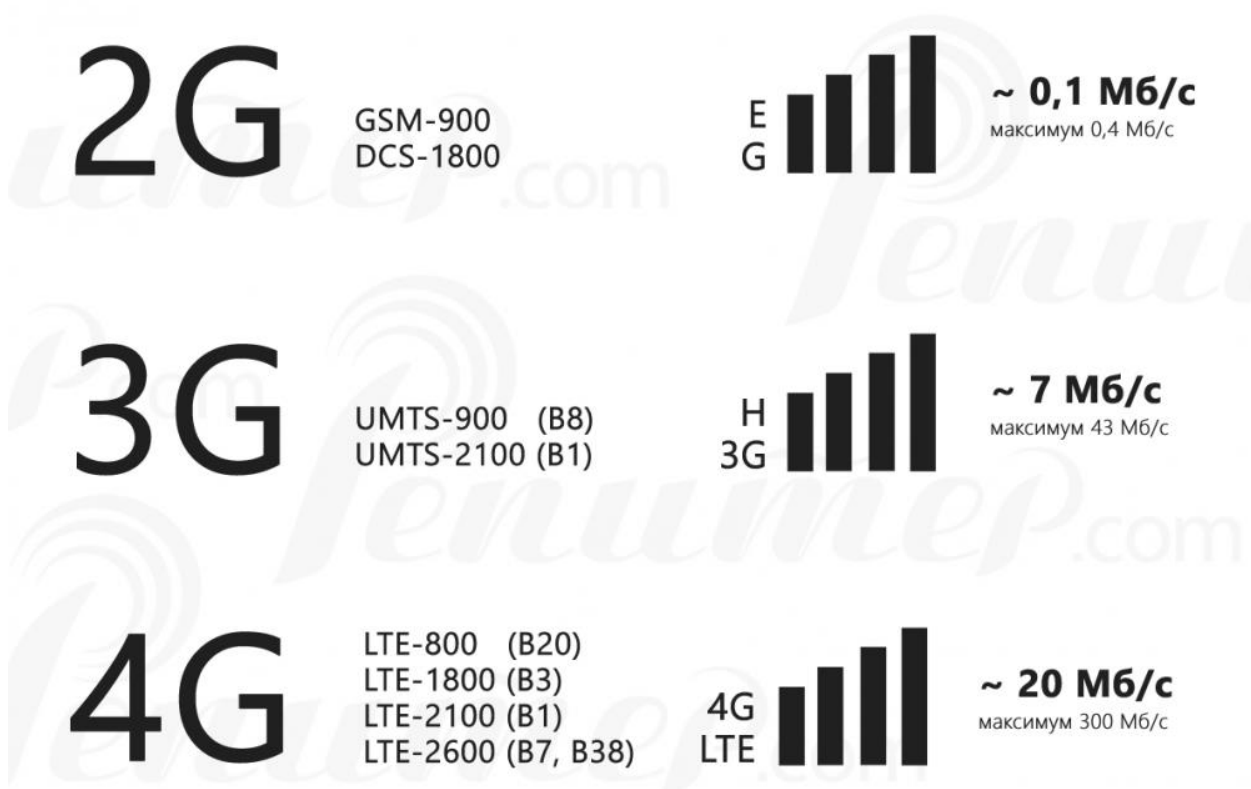 2G
GSM-900
DCS-1800
E
G
~ 0,1 Мб/с
максимум 0,4 Мб/с
3G
UMTS-900 (B8)
UMTS-2100 (B1)
H
3G
~ 7 Мб/с
максимум 43 Мб/с
4G
LTE-800 (B20)
LTE-1800 (B3)
LTE-2100 (B1)
LTE-2600 (B7, B38)
4G
LTE
~ 20 Мб/с
максимум 300 Мб/с
Репитер.com